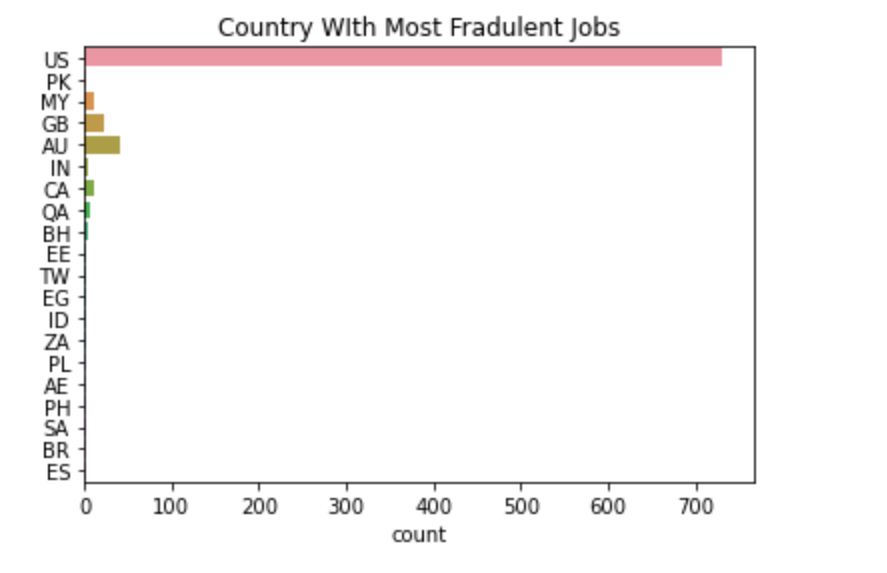 Country WIth Most Fradulent Jobs
US
PK
MY
GB
AU
IN
CA
QA
BH
EE
TW
EG
ID
ZA
PL
AE
PH
SA
BR
ES
0 100 200 300 400 500 600 700
count